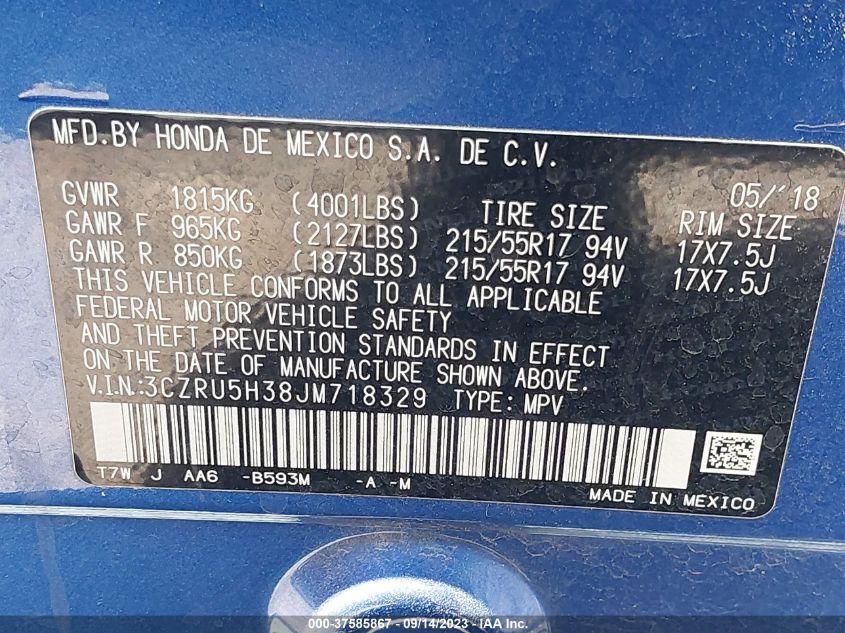 MFD.BY HONDA DE MEXICO S.A. DE C.V.
05/'18
GVWR 1815KG (4001LBS) TIRE SIZE RIM SIZE
GAWR F 965KG (2127LBS) 215/55R17 94V 17X7.5J
GAWR R 850KG (1873LBS) 215/55R17 94V 17X7.5J
THIS VEHICLE CONFORMS TO ALL APPLICABLE
FEDERAL MOTOR VEHICLE SAFETY
AND THEFT PREVENTION STANDARDS IN EFFECT
ON THE DATE OF MANUFACTURE SHOWN ABOVE.
V.I.N.:3CZRU5H38JM718329 TYPE: MPV
T7W J AA6 -B593M -A -M
MADE IN MEXICO
000-37585867 - 09/14/2023 - IAAI.COM